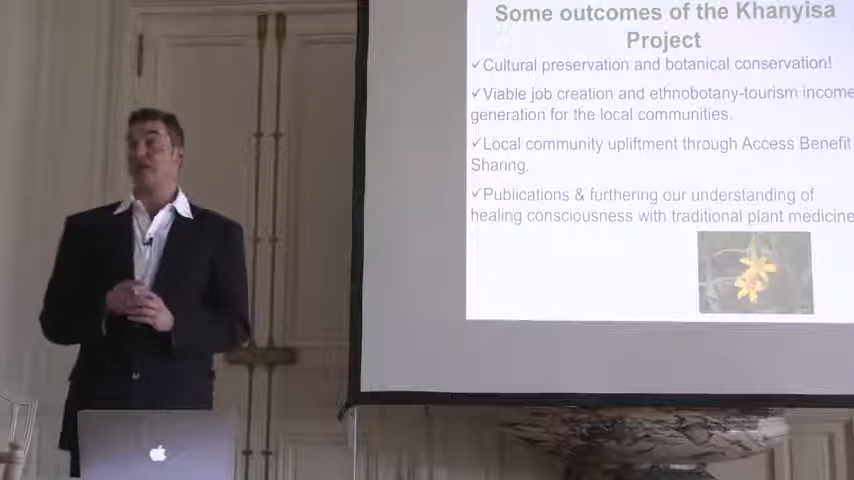 Some outcomes of the Khanyisa
Project
✓Cultural preservation and botanical conservation!
✓Viable job creation and ethnobotany-tourism income
generation for the local communities.
✓Local community upliftment through Access Benefit
Sharing.
✓Publications & furthering our understanding of
healing consciousness with traditional plant medicine